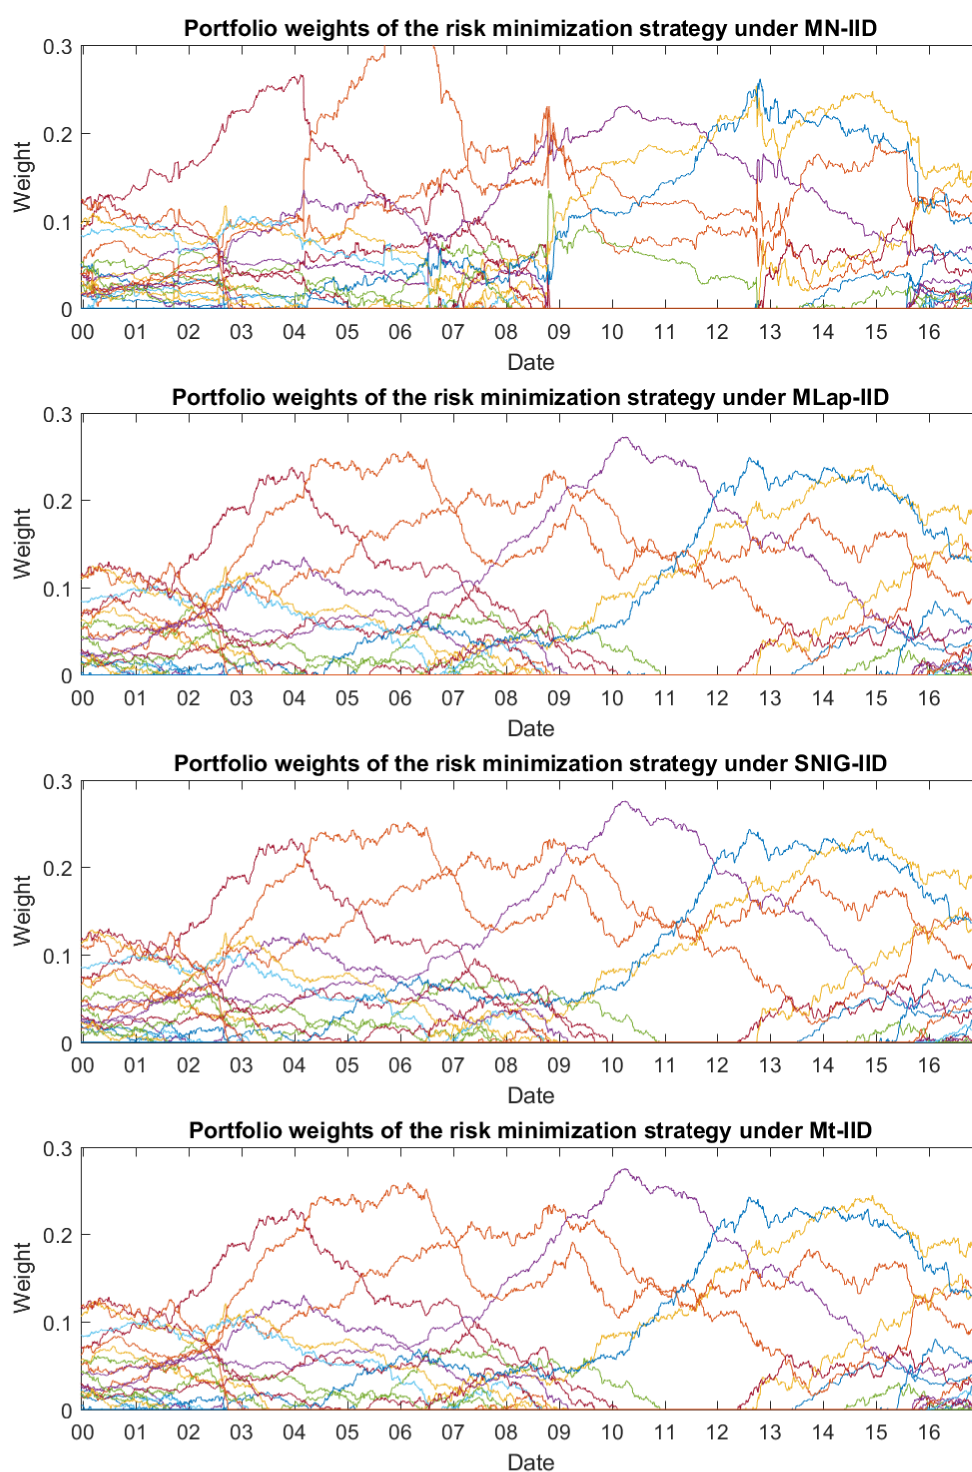 Portfolio weights of the risk minimization strategy under MN-IID
0.3
0.2
0.1
0
Weight
00 01 02 03 04 05 06 07 08 09 10 11 12 13 14 15 16
Date
Portfolio weights of the risk minimization strategy under MLap-IID
0.3
0.2
0.1
0
Weight
00 01 02 03 04 05 06 07 08 09 10 11 12 13 14 15 16
Date
Portfolio weights of the risk minimization strategy under SNIG-IID
0.3
0.2
0.1
0
Weight
00 01 02 03 04 05 06 07 08 09 10 11 12 13 14 15 16
Date
Portfolio weights of the risk minimization strategy under Mt-IID
0.3
0.2
0.1
0
Weight
00 01 02 03 04 05 06 07 08 09 10 11 12 13 14 15 16
Date